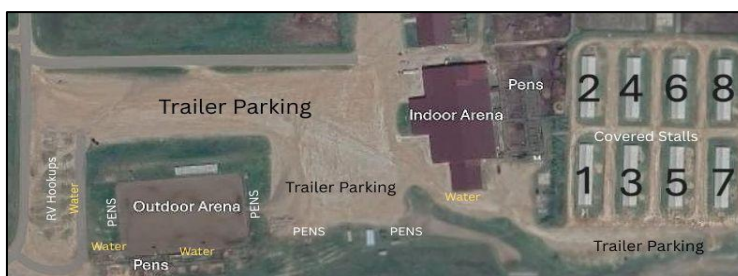 2 4 6 8
Pens
Trailer Parking
Indoor Arena
Covered Stalls
RV Hookups
Water
1 3 5 7
Trailer Parking
PENS
Outdoor Arena
PENS
Water
PENS
PENS
Water
Water
Trailer Parking
Pens